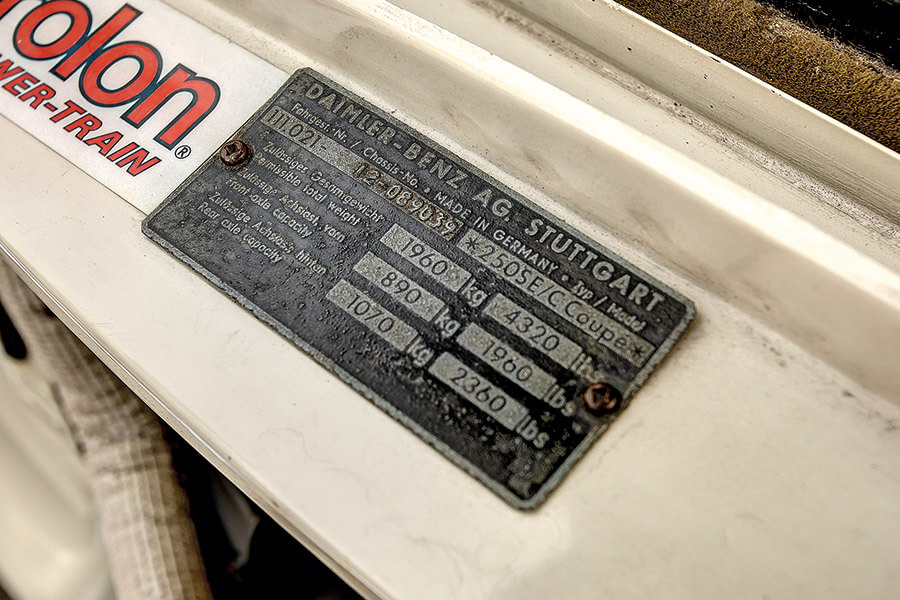 rolon
WER-TRAIN
®
DAIMLER-BENZ AG. STUTTGART
Fahrgest.-Nr. / Chassis-No. • MADE IN GERMANY • Typ / Model
111021- 12-089039 *250SE/C Coupe*
Zulässiges Gesamtgewicht
Permissible total weight 1960 kg 4320 lbs
Zulässige Achslast vorn
Front axle capacity 890 kg 1960 lbs
Zulässige Achslast hinten
Rear axle capacity 1070 kg 2360 lbs